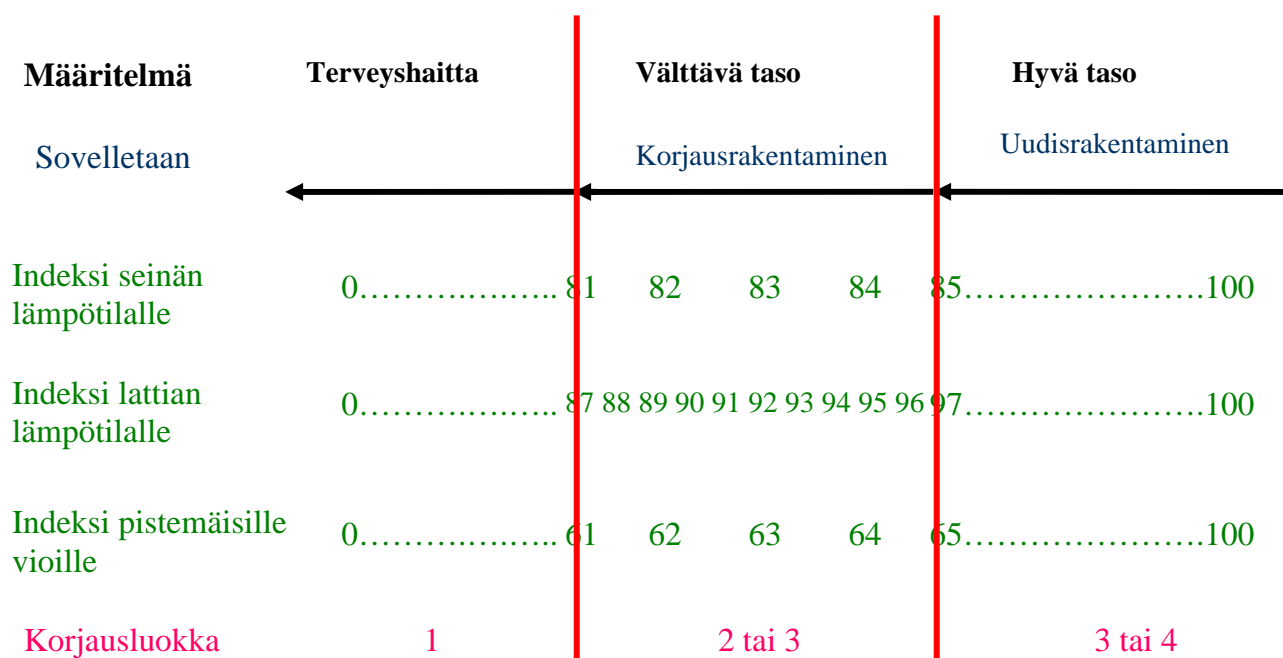 Määritelmä Terveyshaitta Välttävä taso Hyvä taso
Sovelletaan Korjausrakentaminen Uudisrakentaminen
Indeksi seinän
lämpötilalle
0……….….….. 81 82 83 84 85………………….100
Indeksi lattian
lämpötilalle
0……….….….. 87 88 89 90 91 92 93 94 95 96 97………………….100
Indeksi pistemäisille
vioille
0……….….….. 61 62 63 64 65………………….100
Korjausluokka 1 2 tai 3 3 tai 4